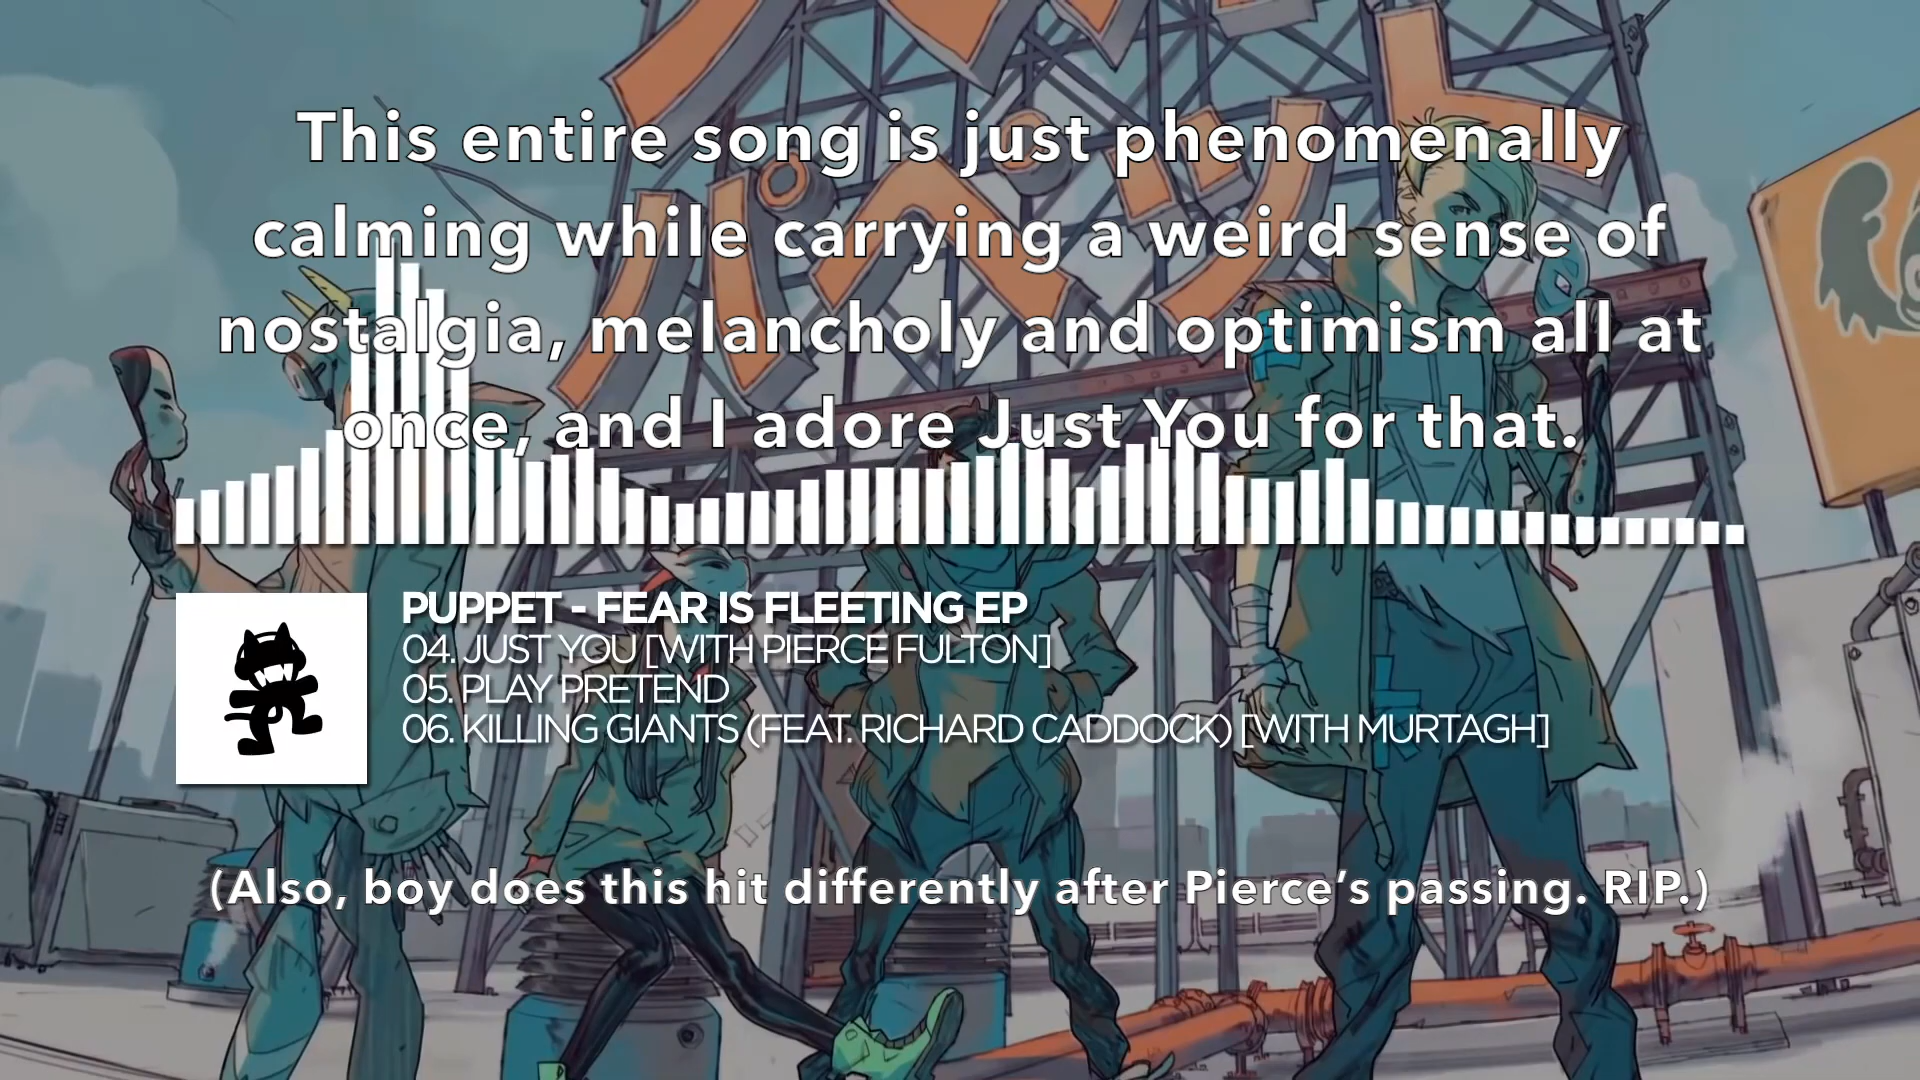 This entire song is just phenomenally
calming while carrying a weird sense of
nostalgia, melancholy and optimism all at
once, and I adore Just You for that.
PUPPET - FEAR IS FLEETING EP
04. JUST YOU [WITH PIERCE FULTON]
05. PLAY PRETEND
06. KILLING GIANTS (FEAT. RICHARD CADDOCK) [WITH MURTAGH]
(Also, boy does this hit differently after Pierce’s passing. RIP.)